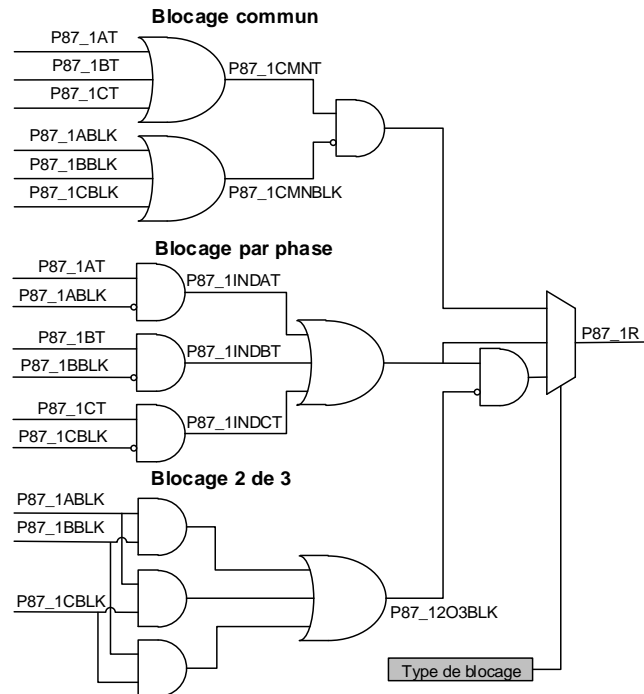 Blocage commun
P87_1AT
P87_1BT
P87_1CT
P87_1CMNT
P87_1ABLK
P87_1BBLK
P87_1CBLK
P87_1CMNBLK
Blocage par phase
P87_1AT
P87_1ABLK
P87_1INDAT
P87_1BT
P87_1BBLK
P87_1INDBT
P87_1CT
P87_1CBLK
P87_1INDCT
P87_1R
Blocage 2 de 3
P87_1ABLK
P87_1BBLK
P87_1CBLK
P87_12O3BLK
Type de blocage